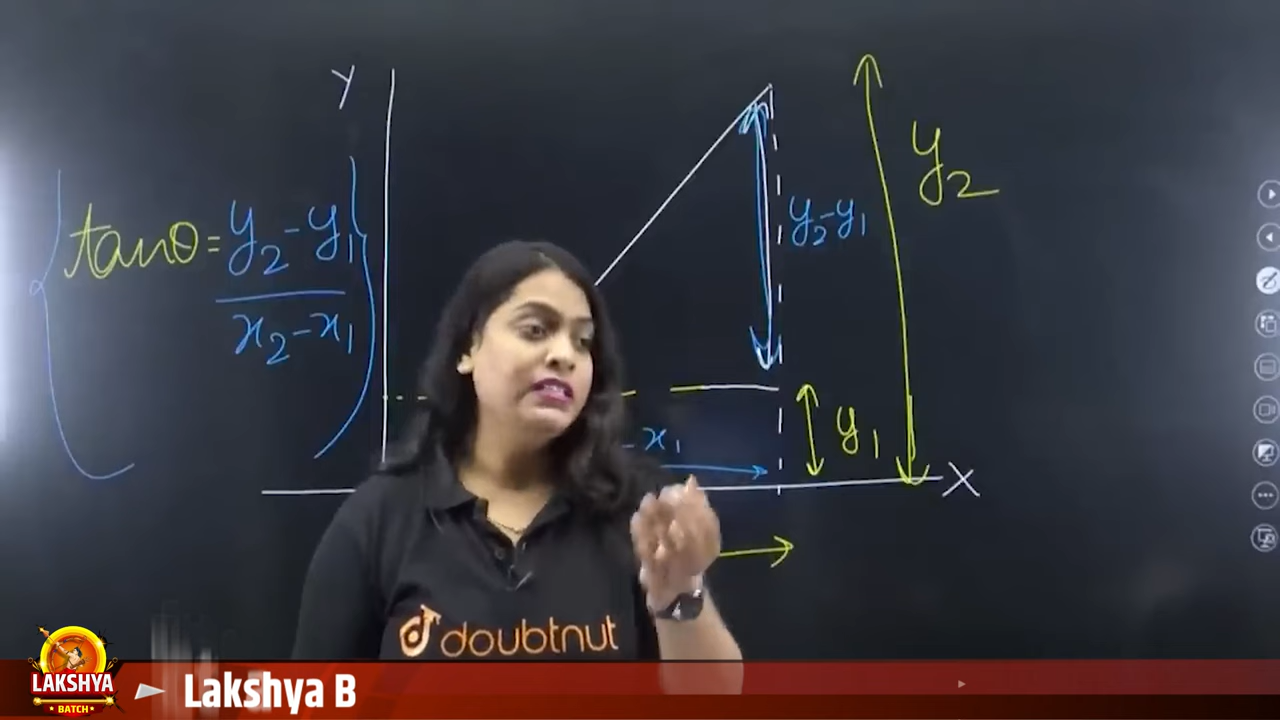 Y
tanθ = y₂-y₁
x₂-x₁
y₂-y₁
y₂
-x₁
y₁
X
doubtnut
LAKSHYA
BATCH
Lakshya B